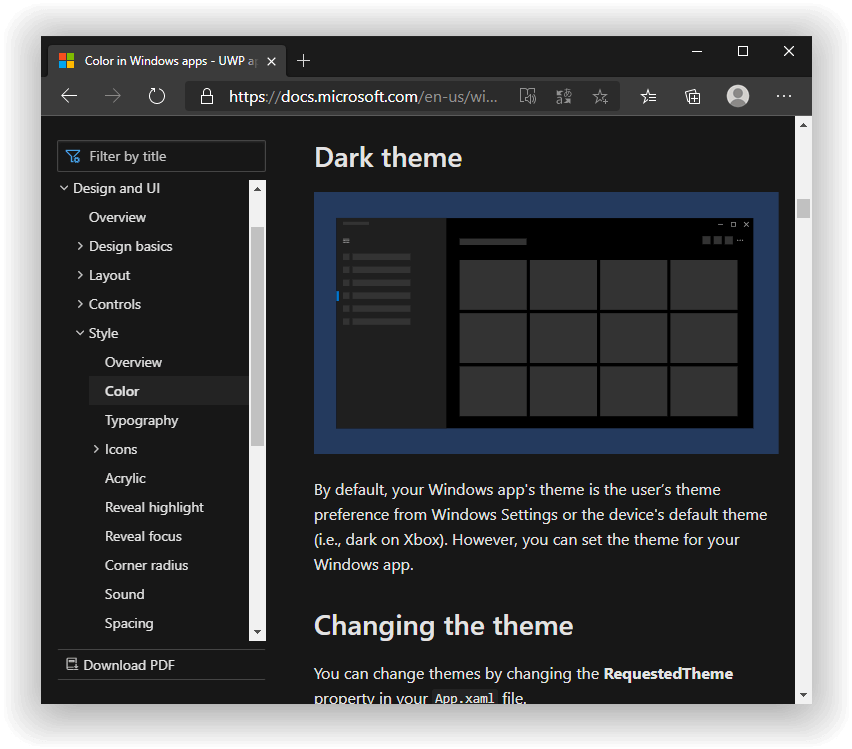 Color in Windows apps - UWP ap
https://docs.microsoft.com/en-us/wi...
Filter by title
Design and UI
Overview
Design basics
Layout
Controls
Style
Overview
Color
Typography
Icons
Acrylic
Reveal highlight
Reveal focus
Corner radius
Sound
Spacing
Download PDF
Dark theme
By default, your Windows app's theme is the user’s theme
preference from Windows Settings or the device's default theme
(i.e., dark on Xbox). However, you can set the theme for your
Windows app.
Changing the theme
You can change themes by changing the RequestedTheme
property in your App.xaml file.